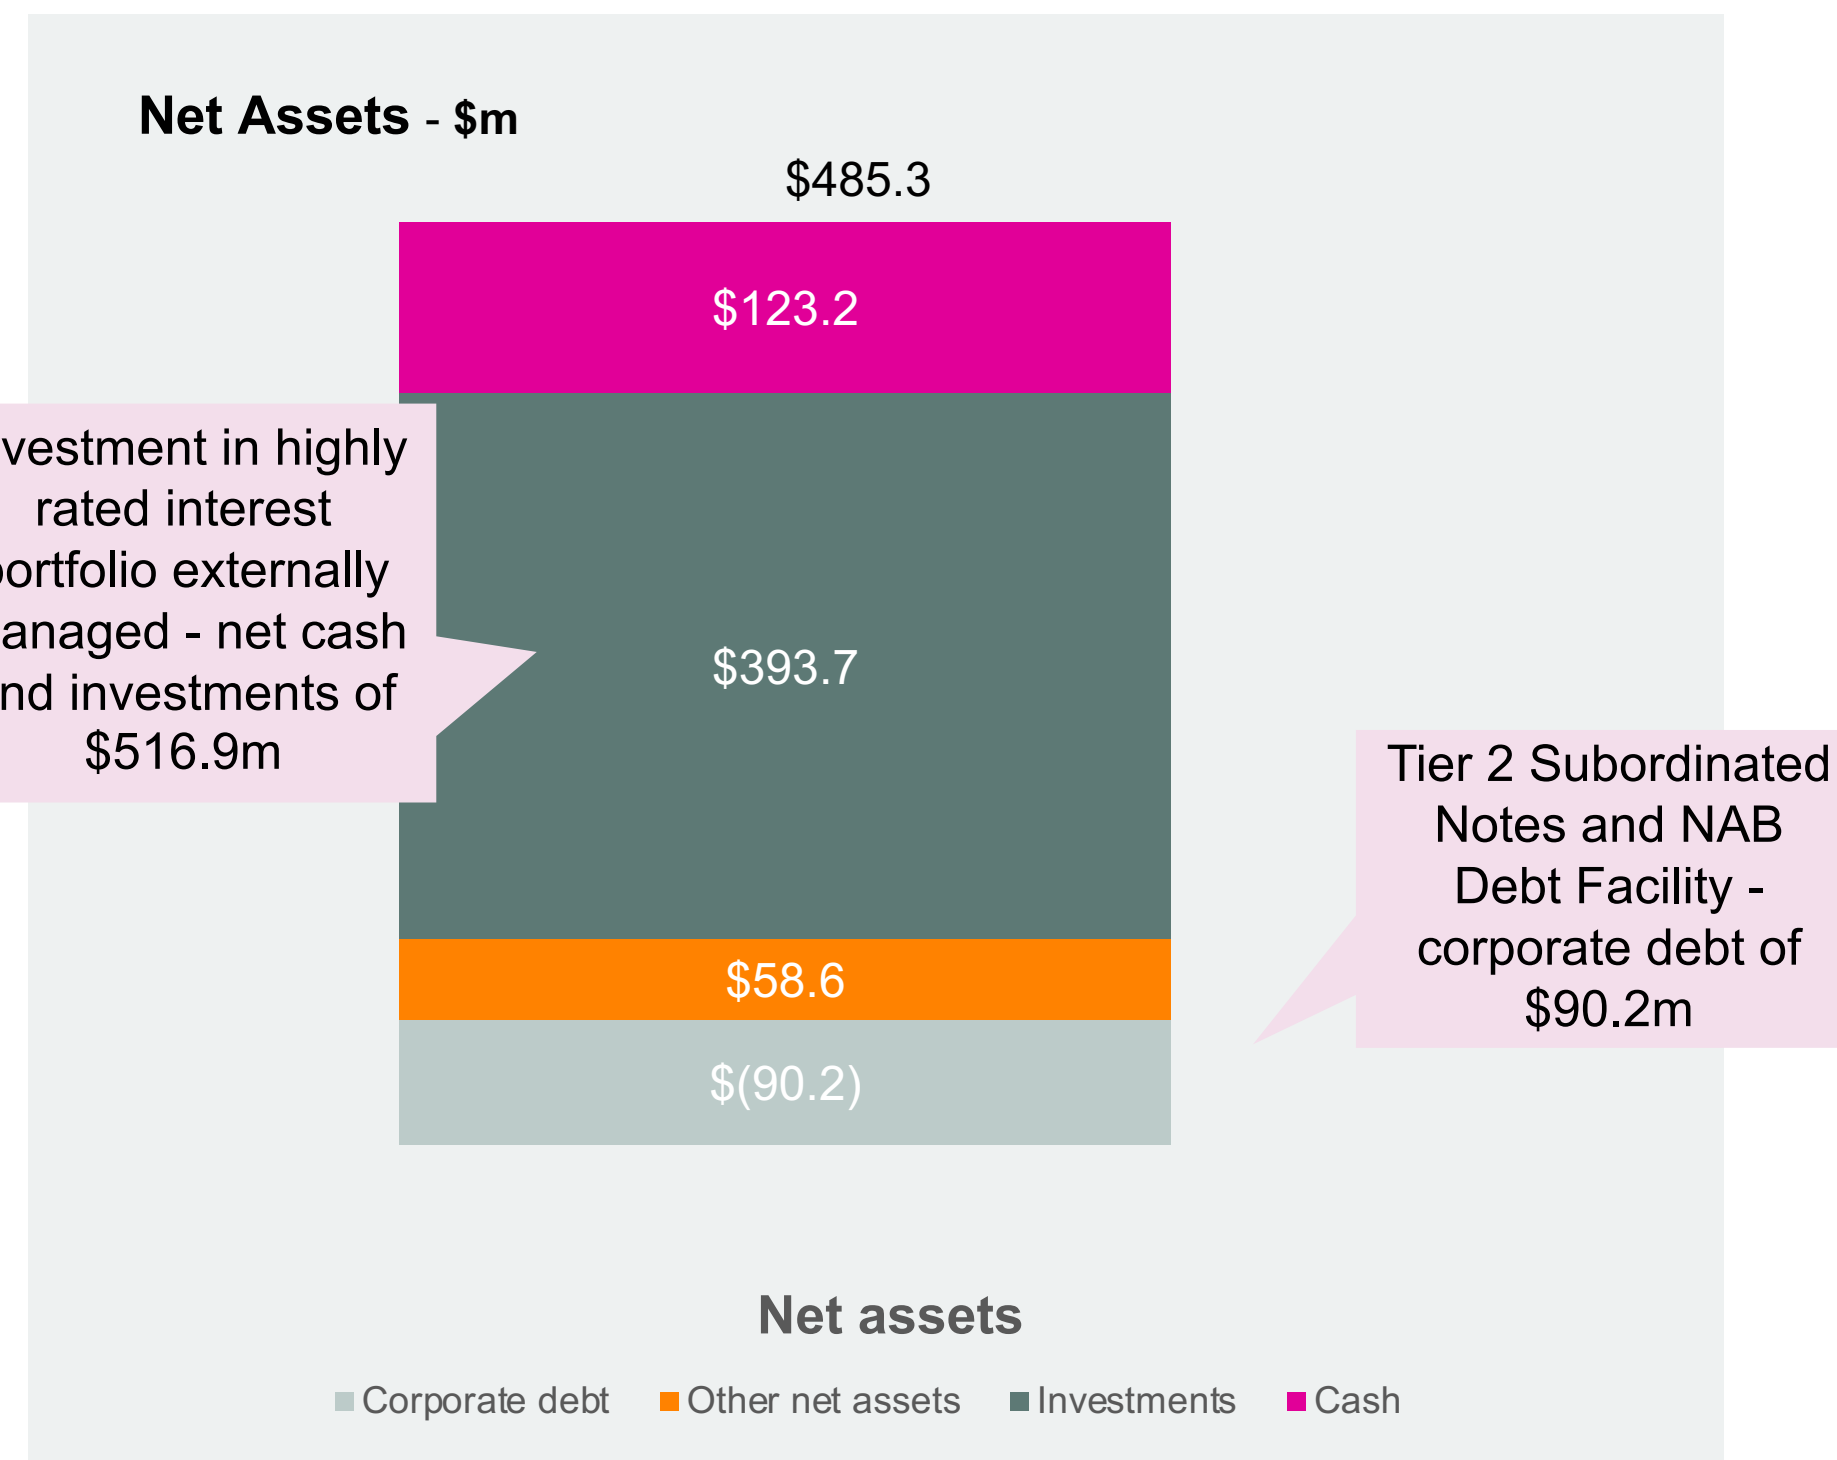 Net Assets - $m
$485.3
$123.2
vestment in highly
rated interest
ortfolio externally
anaged - net cash
nd investments of
$516.9m
$393.7
Tier 2 Subordinated
Notes and NAB
Debt Facility -
corporate debt of
$90.2m
$58.6
$(90.2)
Net assets
Corporate debt Other net assets Investments Cash